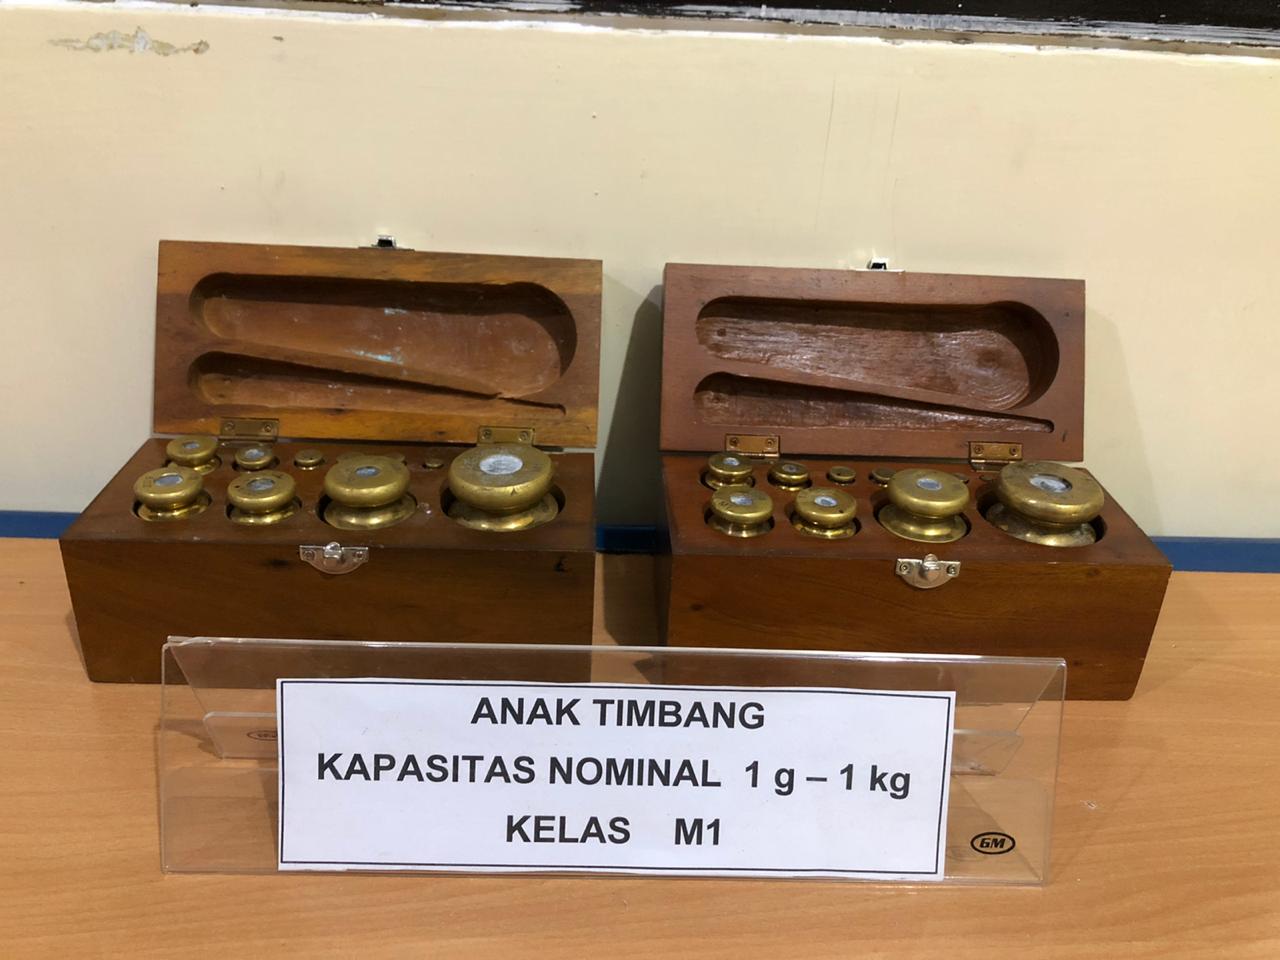 ANAK TIMBANG
KAPASITAS NOMINAL 1 g – 1 kg
KELAS M1
GM